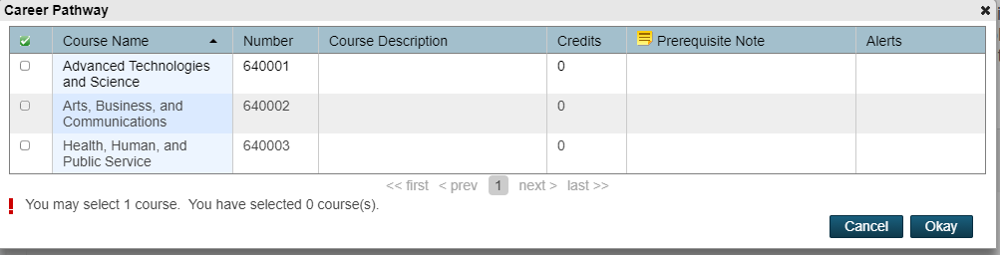 Career Pathway
Course Name Number Course Description Credits Prerequisite Note Alerts
Advanced Technologies and Science 640001 0
Arts, Business, and Communications 640002 0
Health, Human, and Public Service 640003 0
<< first < prev 1 next > last >>
You may select 1 course. You have selected 0 course(s).
Cancel Okay